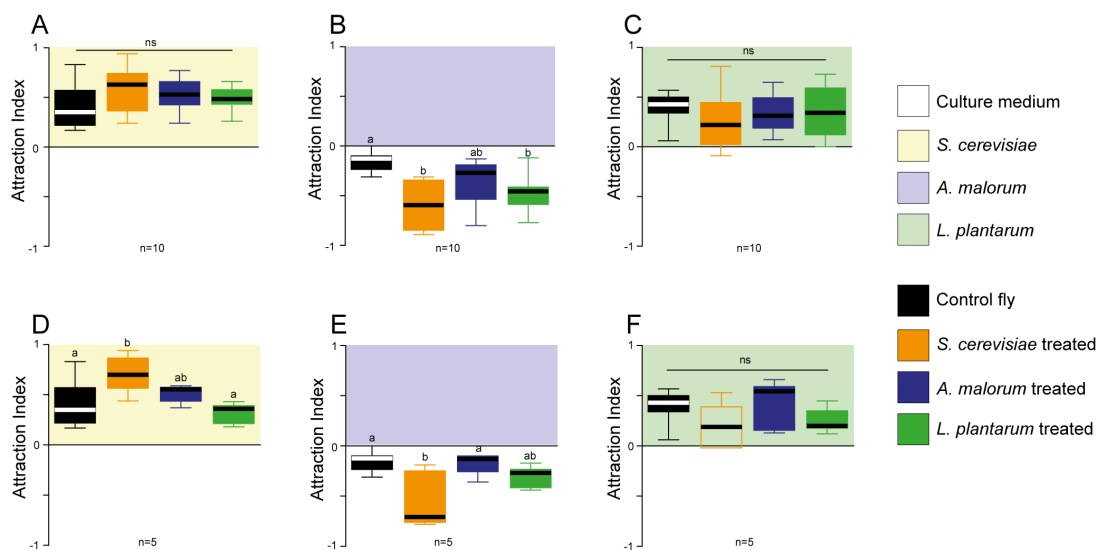 A
B
C
1
ns
1
1
ns
Attraction Index
0
Attraction Index
0
a
b
ab
b
Attraction Index
0
-1
n=10
-1
n=10
-1
n=10
Culture medium
S. cerevisiae
A. malorum
L. plantarum
Control fly
S. cerevisiae treated
A. malorum treated
L. plantarum treated
D
E
F
1
a
b
ab
a
1
1
ns
Attraction Index
0
Attraction Index
0
a
b
a
ab
Attraction Index
0
-1
n=5
-1
n=5
-1
n=5